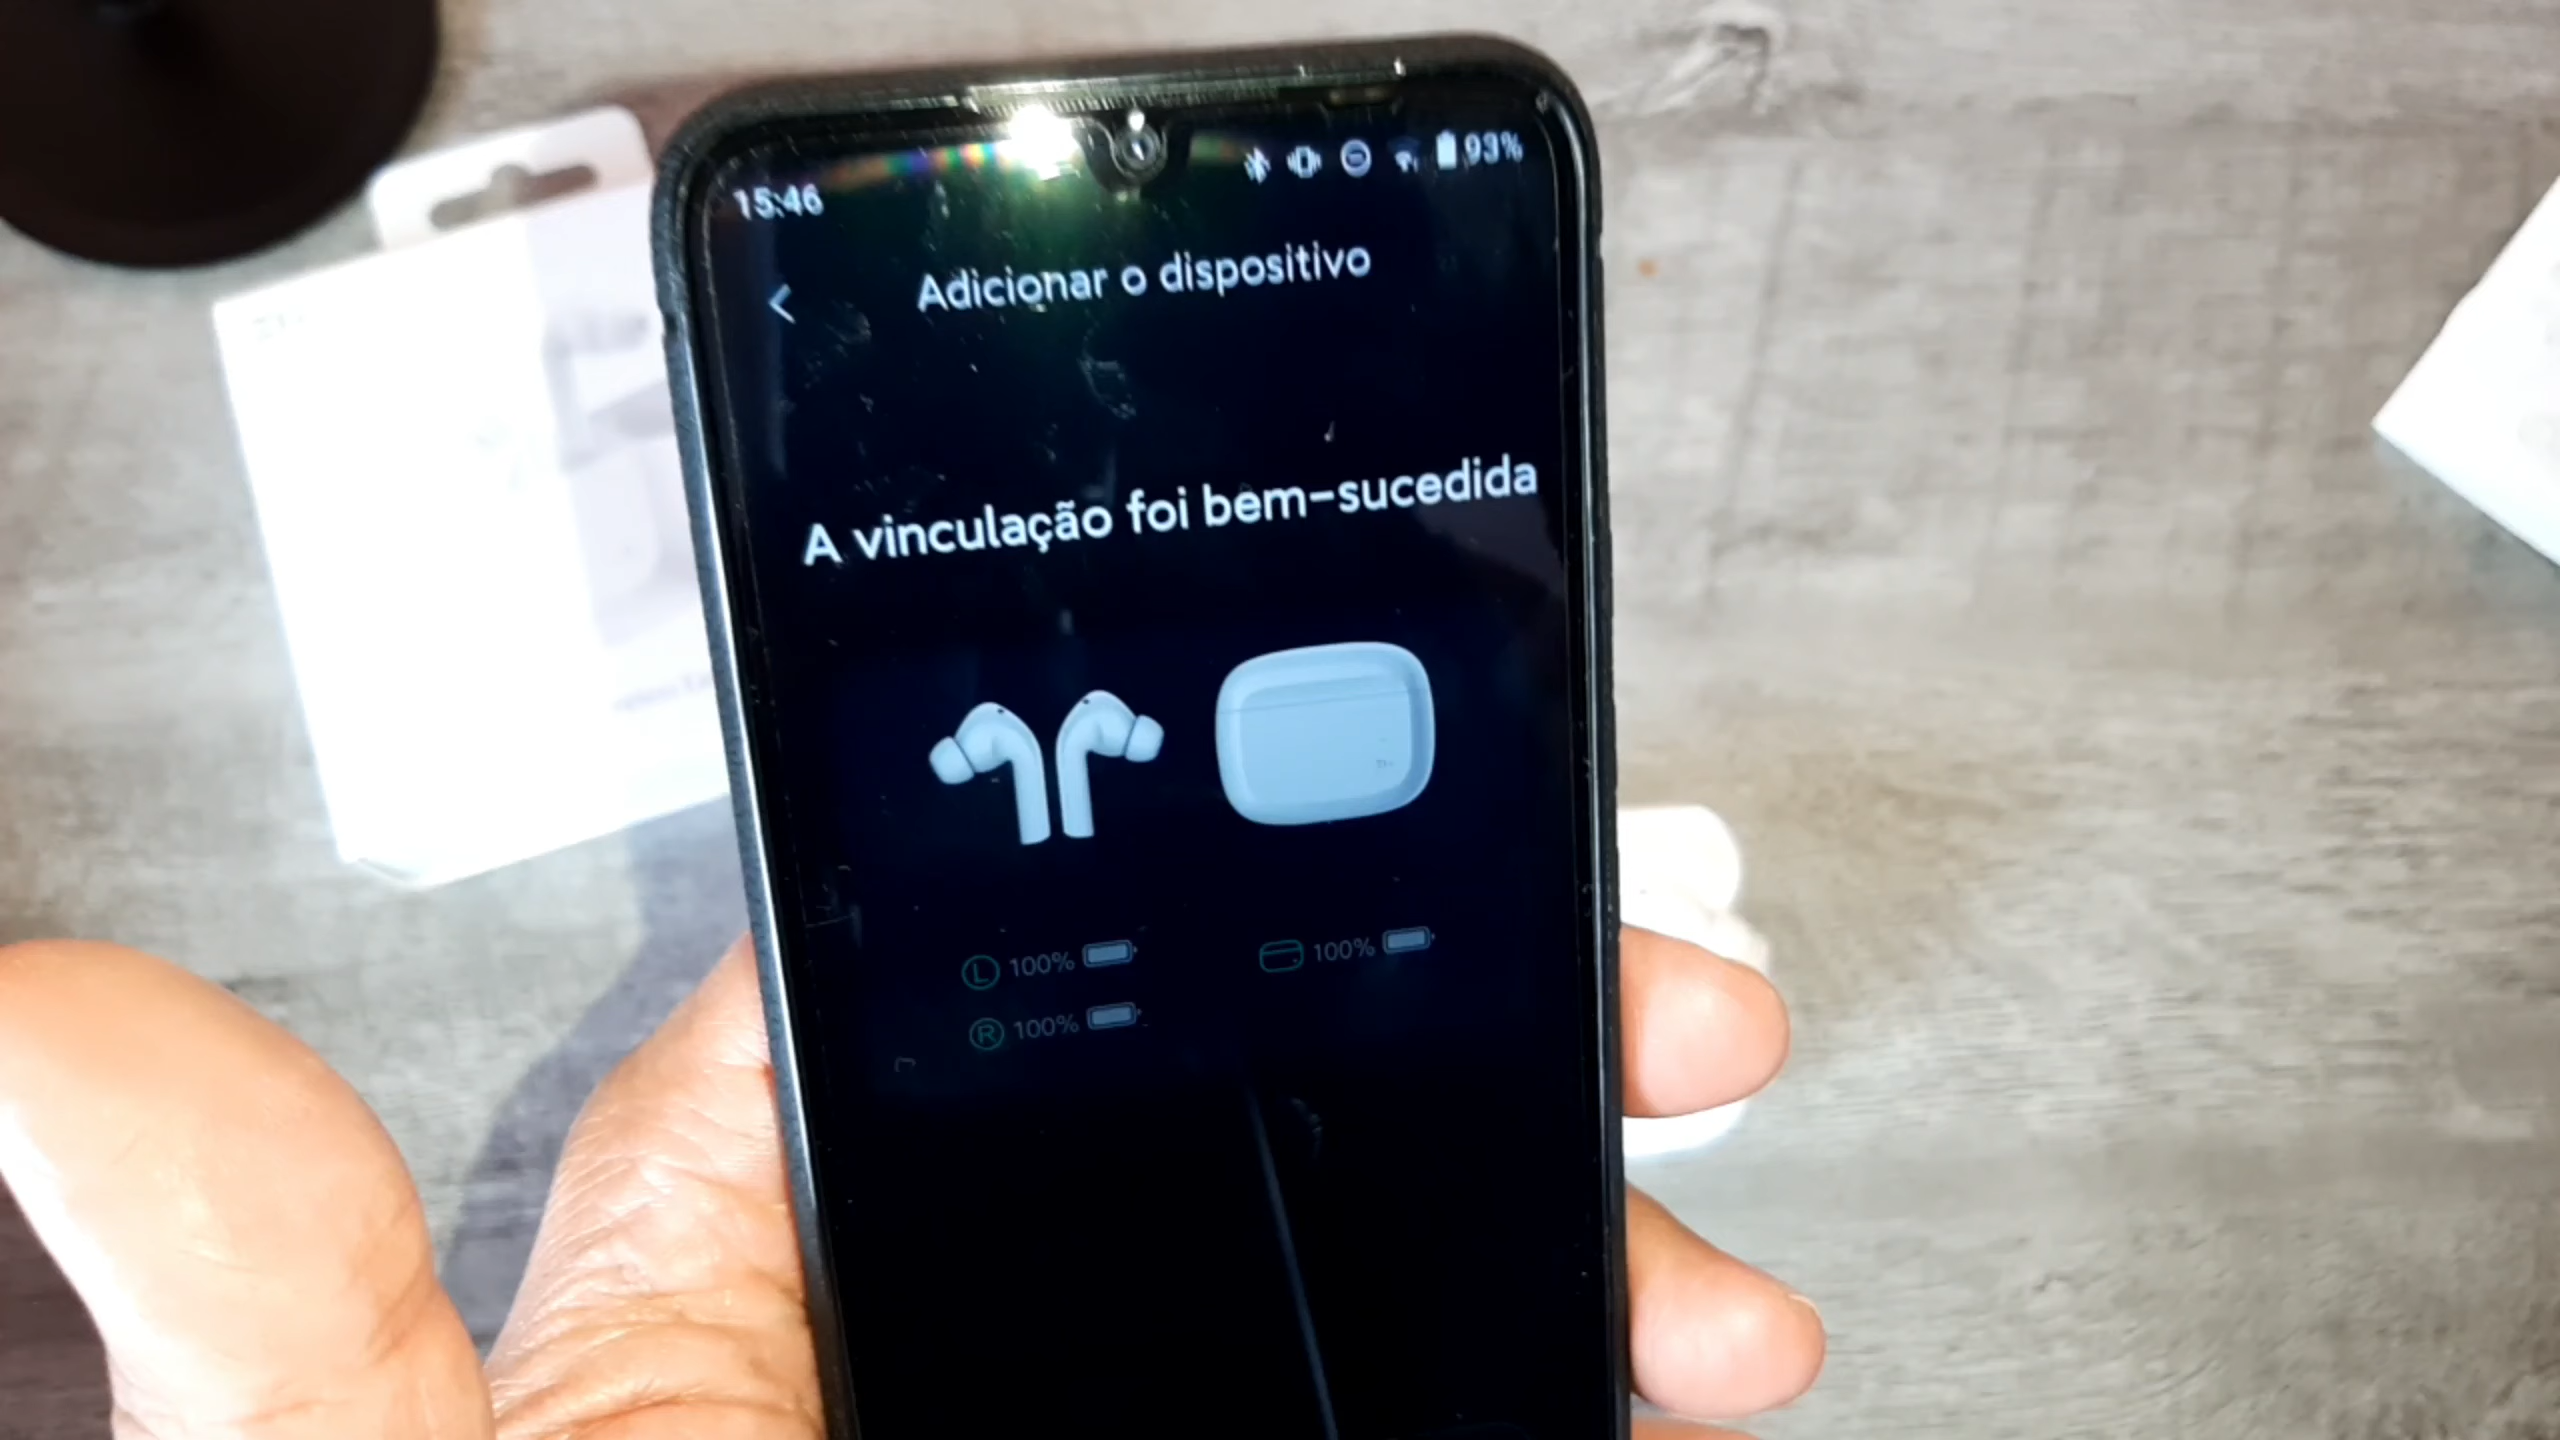 15:46
93%
Adicionar o dispositivo
A vinculação foi bem-sucedida
L 100%
100%
R 100%